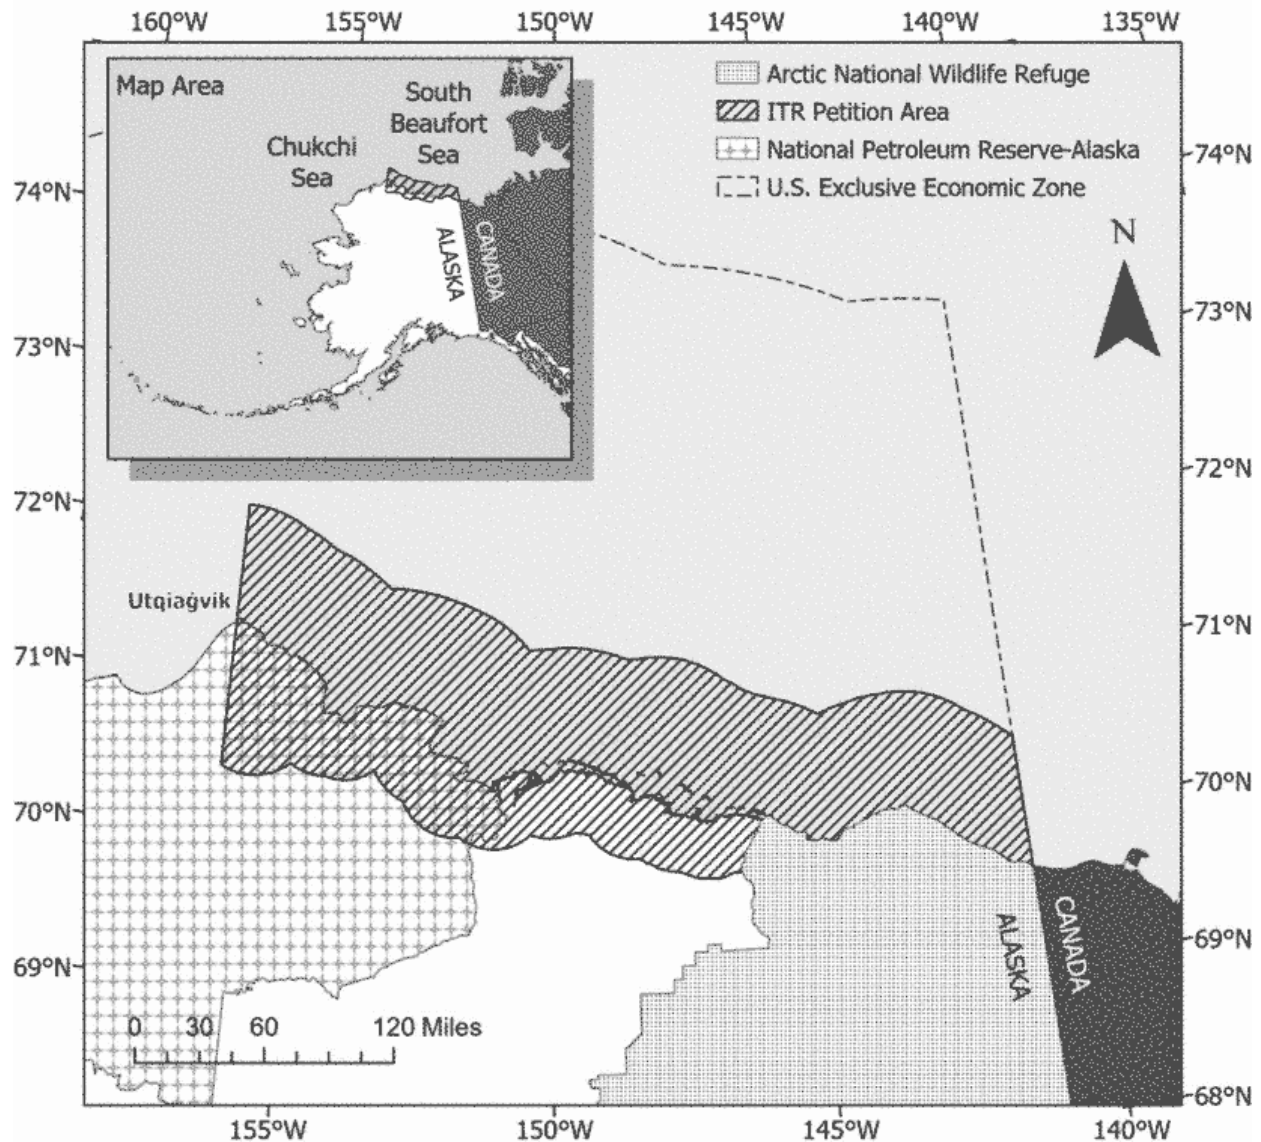 160°W 155°W 150°W 145°W 140°W 135°W
Map Area
South
Beaufort
Sea
Chukchi
Sea
ALASKA
CANADA
Arctic National Wildlife Refuge
ITR Petition Area
National Petroleum Reserve-Alaska
U.S. Exclusive Economic Zone
N
74°N
74°N
73°N
73°N
72°N
72°N
Utqiaġvik
71°N
71°N
70°N
70°N
69°N
69°N
ALASKA
CANADA
0 30 60 120 Miles
68°N
155°W 150°W 145°W 140°W